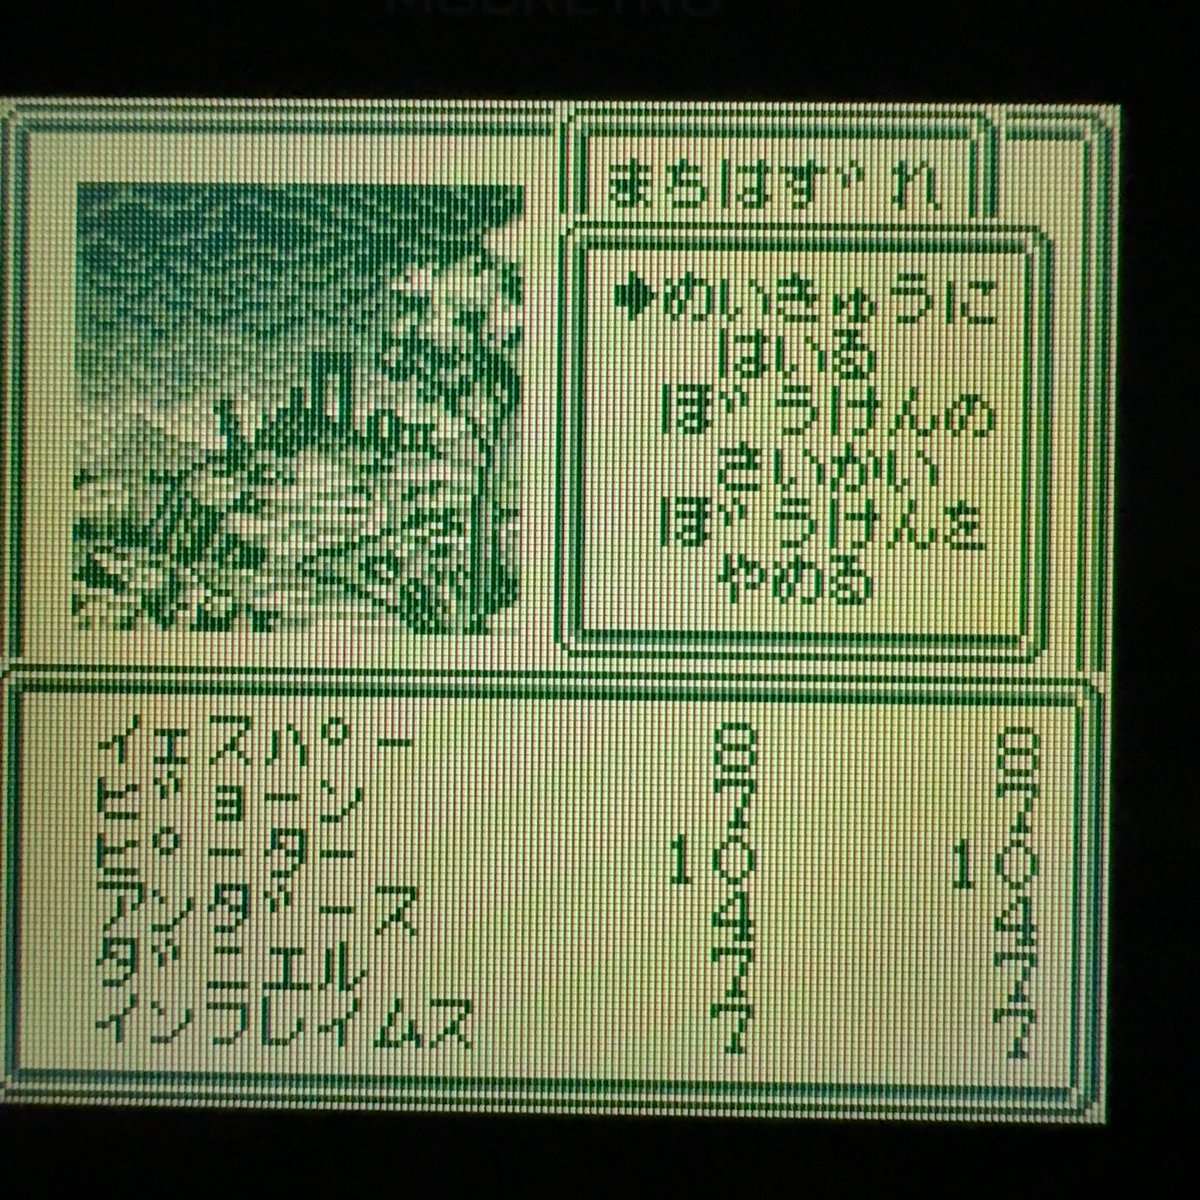 まちはずれ
➡めいきゅうに
はいる
ぼうけんの
さいかい
ぼうけんを
やめる
イェスパー 8 8
ビョーン 7 7
ピーター 10 10
アンダース 4 4
ダニエル 7 7
インフレイムス 7 7